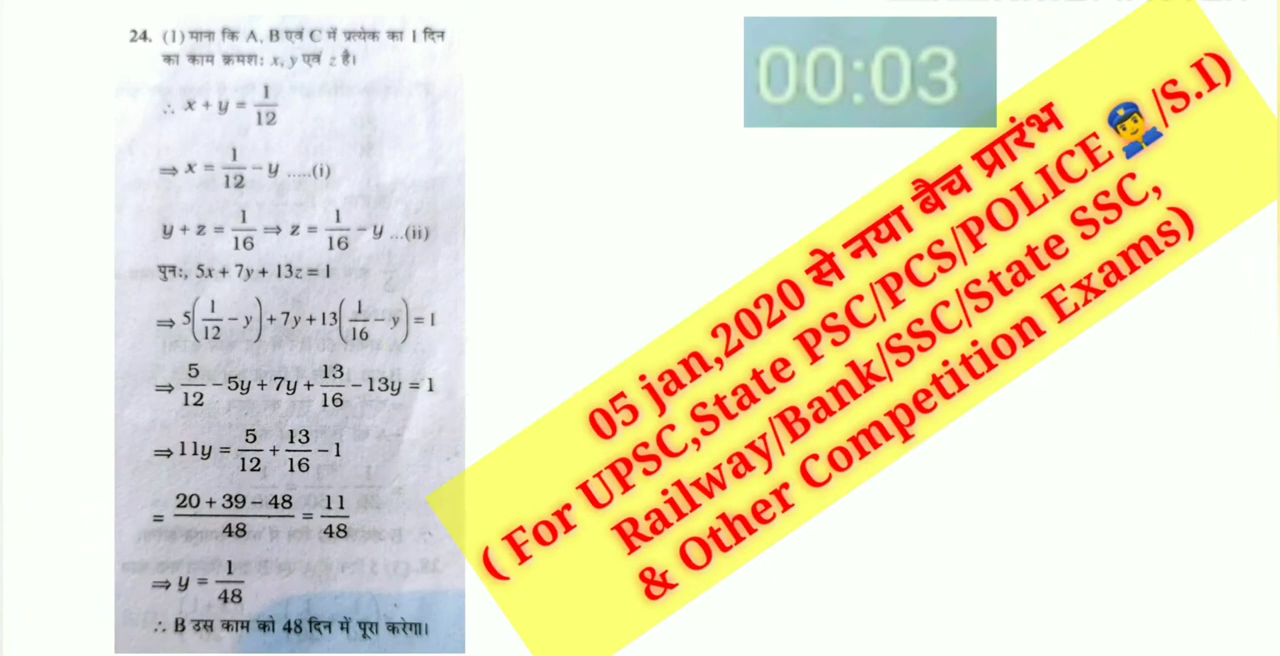 24. (1) माना कि A, B एवं C में प्रत्येक का 1 दिन
का काम क्रमश: x, y एवं z है।
∴ x + y = 1/12
⇒ x = 1/12 – y .....(i)
y + z = 1/16 ⇒ z = 1/16 – y ...(ii)
पुन:, 5x + 7y + 13z = 1
⇒ 5(1/12 – y) + 7y + 13(1/16 – y) = 1
⇒ 5/12 – 5y + 7y + 13/16 – 13y = 1
⇒ 11y = 5/12 + 13/16 – 1
= (20 + 39 – 48)/48 = 11/48
⇒ y = 1/48
∴ B उस काम को 48 दिन में पूरा करेगा।
00:03
05 jan,2020 से नया बैच प्रारंभ
( For UPSC,State PSC/PCS/POLICE👮/S.I)
Railway/Bank/SSC/State SSC,
& Other Competition Exams)